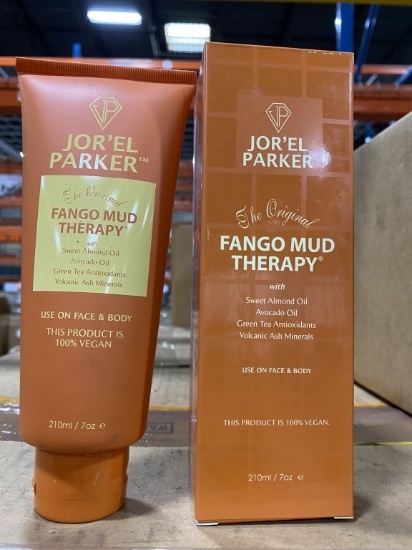 JP
JOR'EL
PARKER™
The Original
FANGO MUD
THERAPY®
with
Sweet Almond Oil
Avocado Oil
Green Tea Antioxidants
Volcanic Ash Minerals
USE ON FACE & BODY
THIS PRODUCT IS
100% VEGAN
210ml / 7oz ℮
JP
JOR'EL
PARKER
The Original
FANGO MUD
THERAPY®
with
Sweet Almond Oil
Avocado Oil
Green Tea Antioxidants
Volcanic Ash Minerals
USE ON FACE & BODY
THIS PRODUCT IS 100% VEGAN.
210ml / 7oz ℮